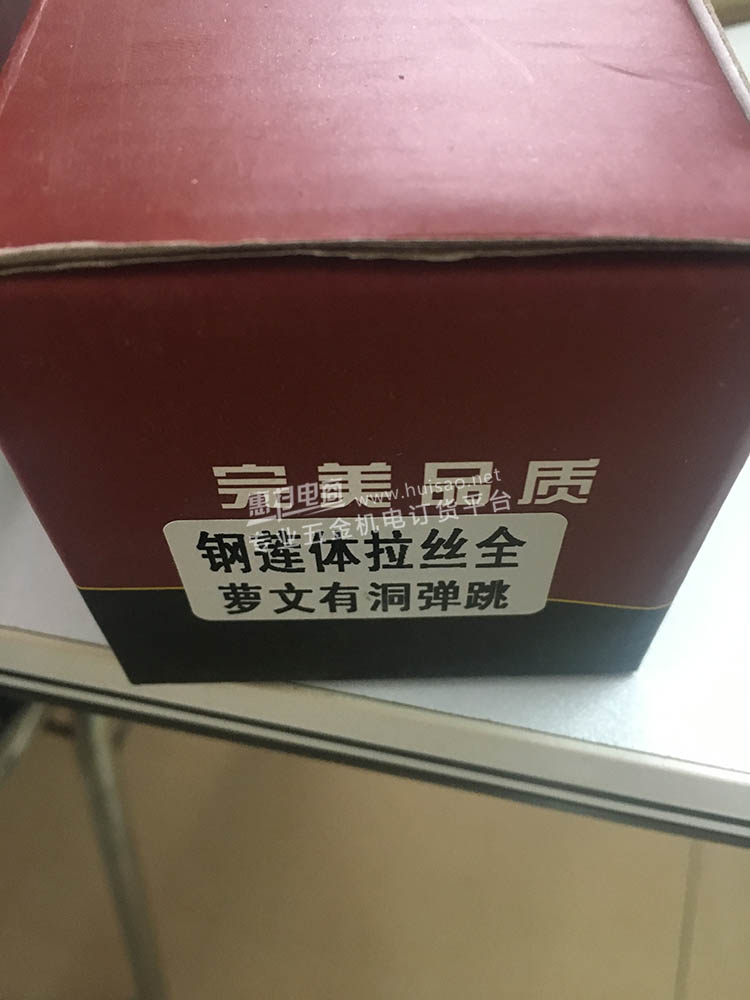 完美品质
惠扫电商 www.huisao.net
专业五金机电订货平台
钢莲体拉丝全
萝文有洞弹跳